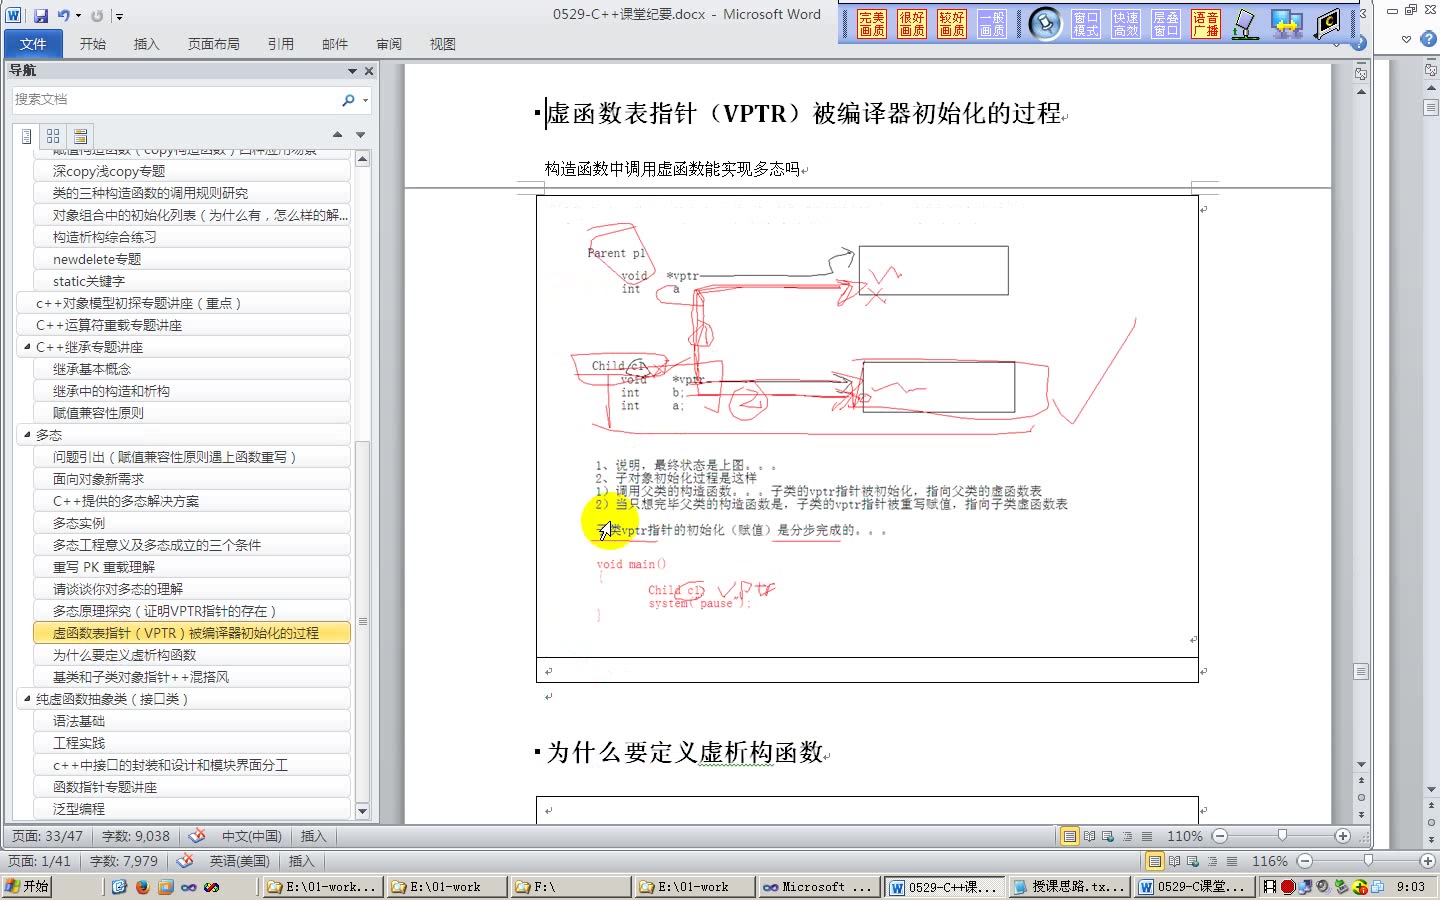 0529-C++课堂纪要.docx - Microsoft Word
完美画质
很好画质
较好画质
一般画质
窗口模式
快速高效
层叠窗口
语音广播
文件 开始 插入 页面布局 引用 邮件 审阅 视图
导航
搜索文档
赋值构造函数（copy构造函数）四种应用场景
深copy浅copy专题
类的三种构造函数的调用规则研究
对象组合中的初始化列表（为什么有，怎么样的解...
构造析构综合练习
newdelete专题
static关键字
c++对象模型初探专题讲座（重点）
C++运算符重载专题讲座
C++继承专题讲座
继承基本概念
继承中的构造和析构
赋值兼容性原则
多态
问题引出（赋值兼容性原则遇上函数重写）
面向对象新需求
C++提供的多态解决方案
多态实例
多态工程意义及多态成立的三个条件
重写 PK 重载理解
请谈谈你对多态的理解
多态原理探究（证明VPTR指针的存在）
虚函数表指针（VPTR）被编译器初始化的过程
为什么要定义虚析构函数
基类和子类对象指针++混搭风
纯虚函数抽象类（接口类）
语法基础
工程实践
c++中接口的封装和设计和模块界面分工
函数指针专题讲座
泛型编程
虚函数表指针（VPTR）被编译器初始化的过程
构造函数中调用虚函数能实现多态吗
Parent p1
void *vptr
int a
1
Child c1
void *vptr
int b;
int a;
2
1、说明，最终状态是上图。。。
2、子对象初始化过程是这样
1）调用父类的构造函数。。。子类的vptr指针被初始化，指向父类的虚函数表
2）当只想完毕父类的构造函数是，子类的vptr指针被重写赋值，指向子类虚函数表
子类vptr指针的初始化（赋值）是分步完成的。。。
void main()
{
Child c1; vptr
system("pause");
}
为什么要定义虚析构函数
页面: 33/47 字数: 9,038 中文(中国) 插入 110%
页面: 1/41 字数: 7,979 英语(美国) 插入 116%
开始 E:\01-work... E:\01-work F:\ E:\01-work Microsoft ... 0529-C++课... 授课思路.tx... 0529-C课堂... 9:03